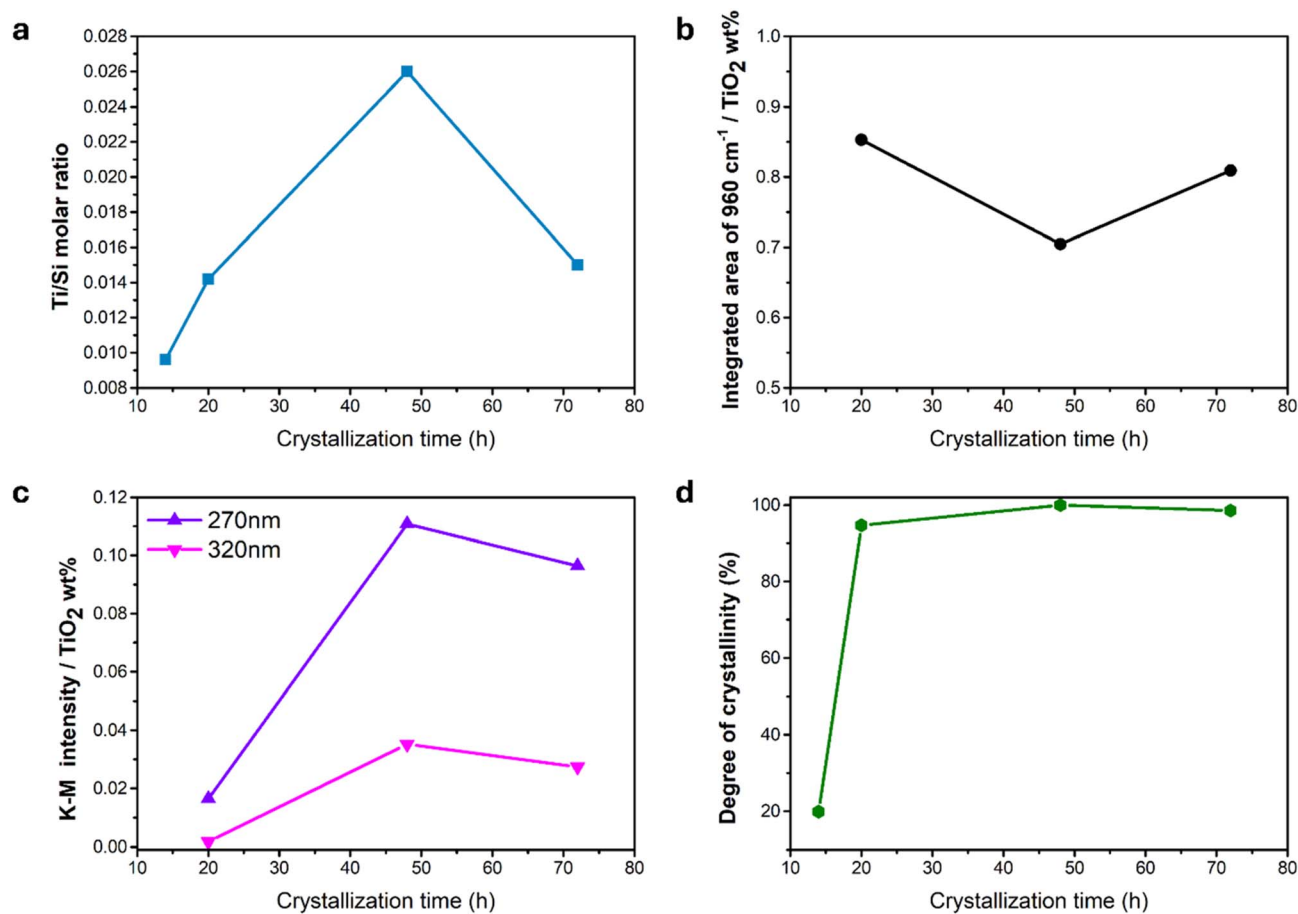 a
Ti/Si molar ratio
0.028
0.026
0.024
0.022
0.020
0.018
0.016
0.014
0.012
0.010
0.008
10 20 30 40 50 60 70 80
Crystallization time (h)
b
Integrated area of 960 cm⁻¹ / TiO₂ wt%
1.0
0.9
0.8
0.7
0.6
0.5
10 20 30 40 50 60 70 80
Crystallization time (h)
c
K-M intensity / TiO₂ wt%
0.12
0.10
0.08
0.06
0.04
0.02
0.00
270nm
320nm
10 20 30 40 50 60 70 80
Crystallization time (h)
d
Degree of crystallinity (%)
100
80
60
40
20
10 20 30 40 50 60 70 80
Crystallization time (h)